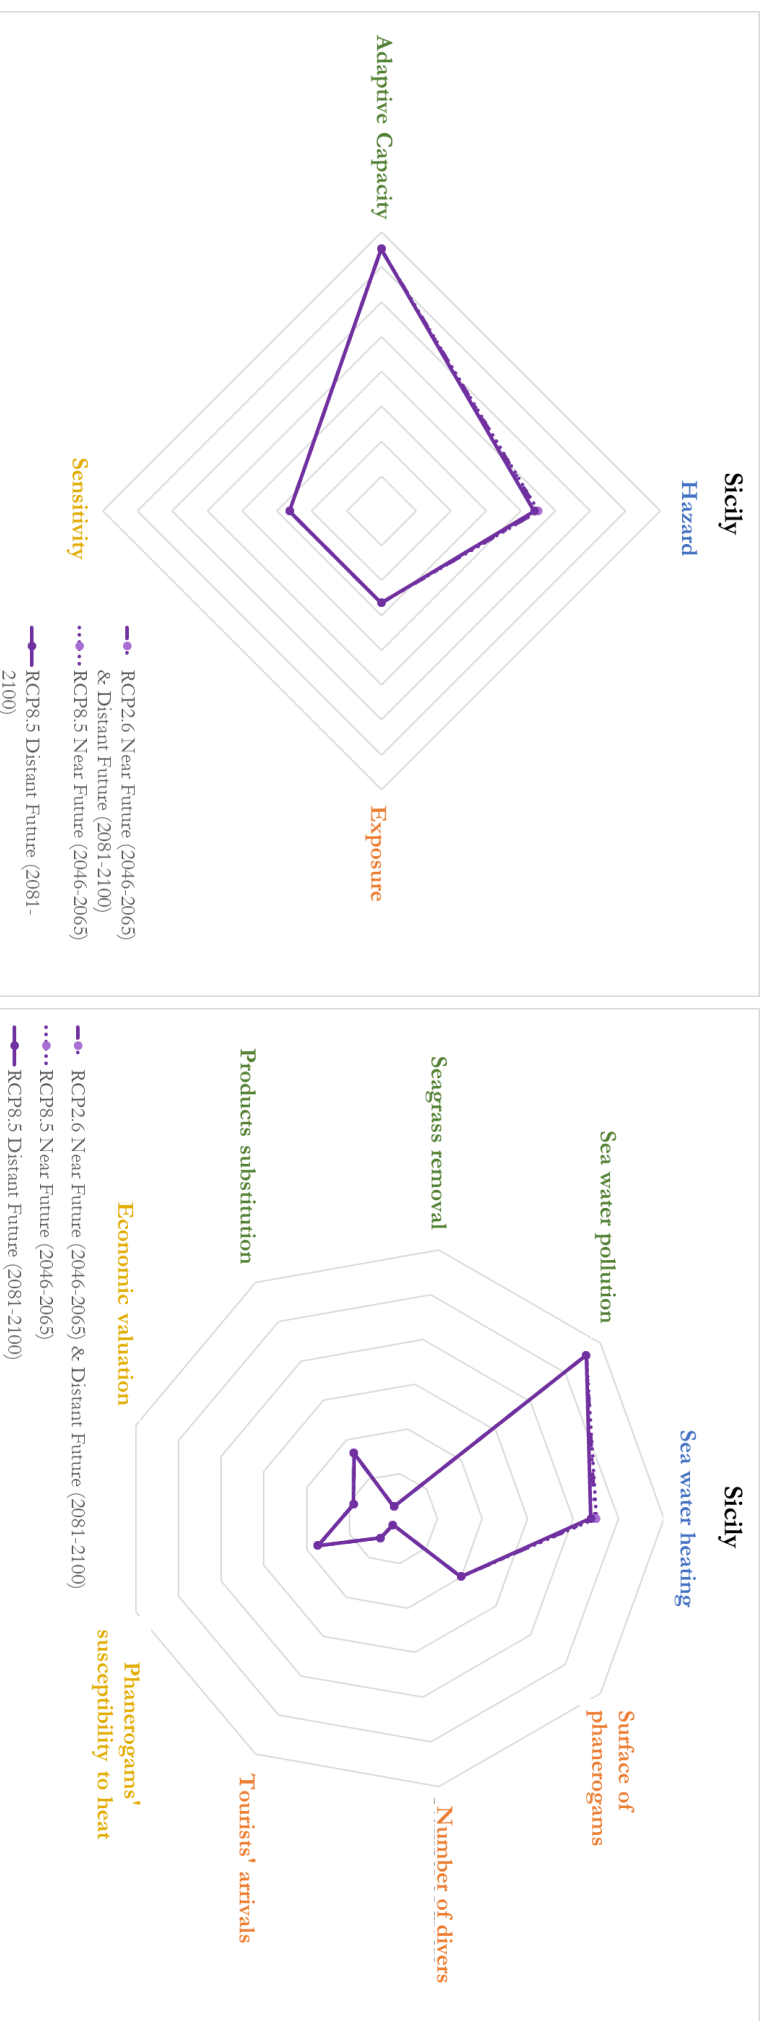 Sicily
Hazard
Adaptive Capacity
Exposure
Sensitivity
RCP2.6 Near Future (2046-2065)
& Distant Future (2081-2100)
RCP8.5 Near Future (2046-2065)
RCP8.5 Distant Future (2081-
2100)
Sicily
Sea water heating
Sea water pollution
Surface of
phanerogams
Seagrass removal
Number of divers
Products substitution
Tourists' arrivals
Economic valuation
Phanerogams'
susceptibility to heat
RCP2.6 Near Future (2046-2065) & Distant Future (2081-2100)
RCP8.5 Near Future (2046-2065)
RCP8.5 Distant Future (2081-2100)